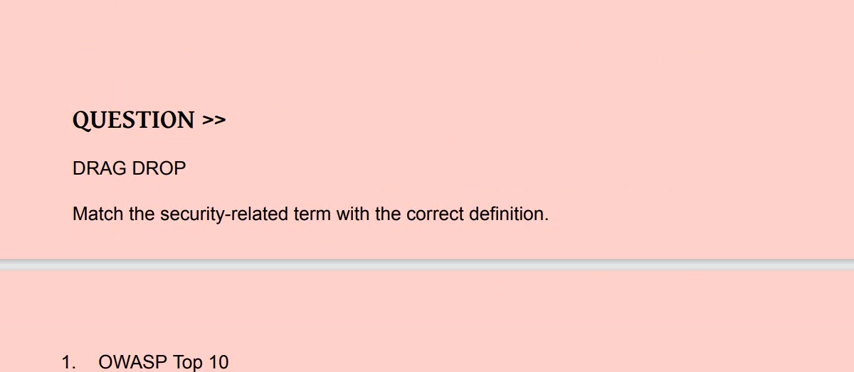 QUESTION >>
DRAG DROP
Match the security-related term with the correct definition.
1. OWASP Top 10